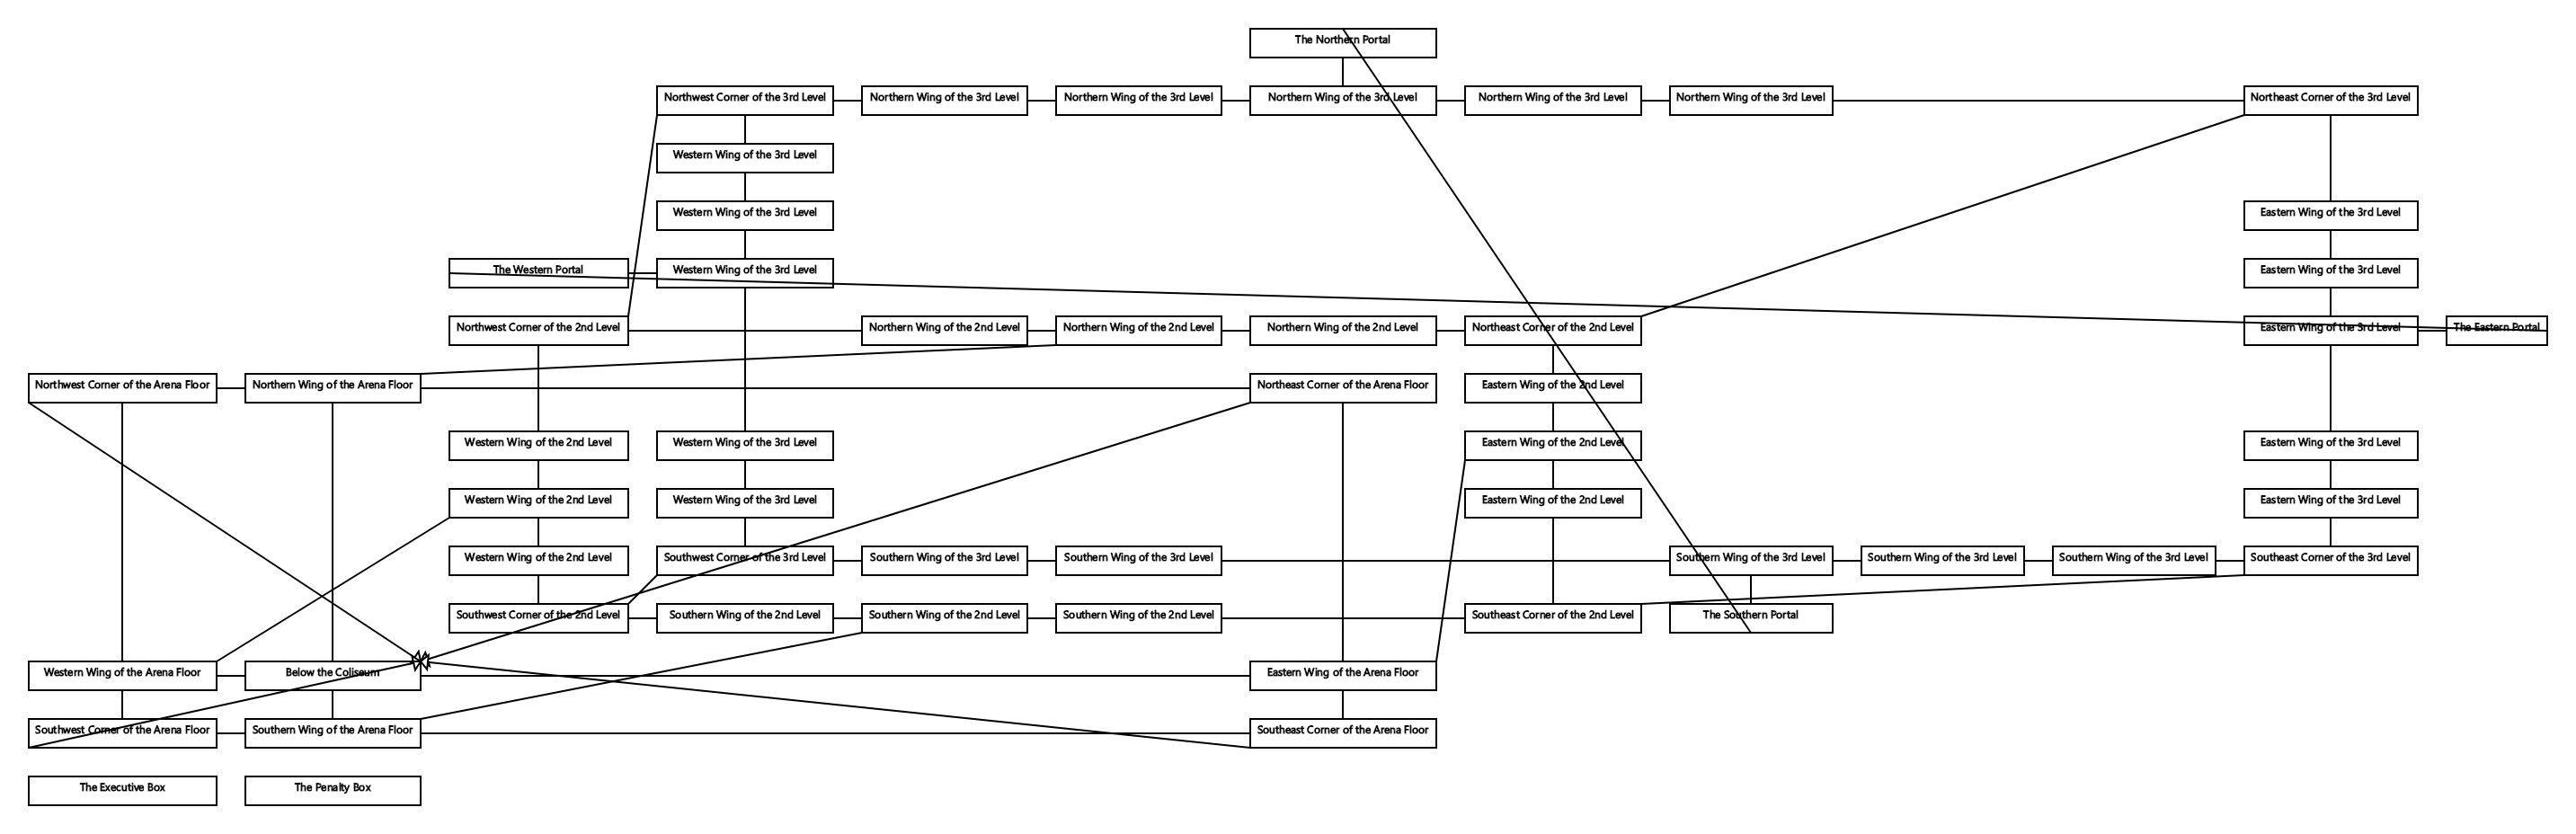 The Northern Portal
Northwest Corner of the 3rd Level
Northern Wing of the 3rd Level
Northern Wing of the 3rd Level
Northern Wing of the 3rd Level
Northern Wing of the 3rd Level
Northern Wing of the 3rd Level
Northeast Corner of the 3rd Level
Western Wing of the 3rd Level
Western Wing of the 3rd Level
Eastern Wing of the 3rd Level
The Western Portal
Western Wing of the 3rd Level
Eastern Wing of the 3rd Level
Northwest Corner of the 2nd Level
Northern Wing of the 2nd Level
Northern Wing of the 2nd Level
Northern Wing of the 2nd Level
Northeast Corner of the 2nd Level
Eastern Wing of the 3rd Level
The Eastern Portal
Northwest Corner of the Arena Floor
Northern Wing of the Arena Floor
Northeast Corner of the Arena Floor
Eastern Wing of the 2nd Level
Western Wing of the 2nd Level
Western Wing of the 3rd Level
Eastern Wing of the 2nd Level
Eastern Wing of the 3rd Level
Western Wing of the 2nd Level
Western Wing of the 3rd Level
Eastern Wing of the 2nd Level
Eastern Wing of the 3rd Level
Western Wing of the 2nd Level
Southwest Corner of the 3rd Level
Southern Wing of the 3rd Level
Southern Wing of the 3rd Level
Southern Wing of the 3rd Level
Southern Wing of the 3rd Level
Southern Wing of the 3rd Level
Southeast Corner of the 3rd Level
Southwest Corner of the 2nd Level
Southern Wing of the 2nd Level
Southern Wing of the 2nd Level
Southern Wing of the 2nd Level
Southeast Corner of the 2nd Level
The Southern Portal
Western Wing of the Arena Floor
Below the Coliseum
Eastern Wing of the Arena Floor
Southwest Corner of the Arena Floor
Southern Wing of the Arena Floor
Southeast Corner of the Arena Floor
The Executive Box
The Penalty Box